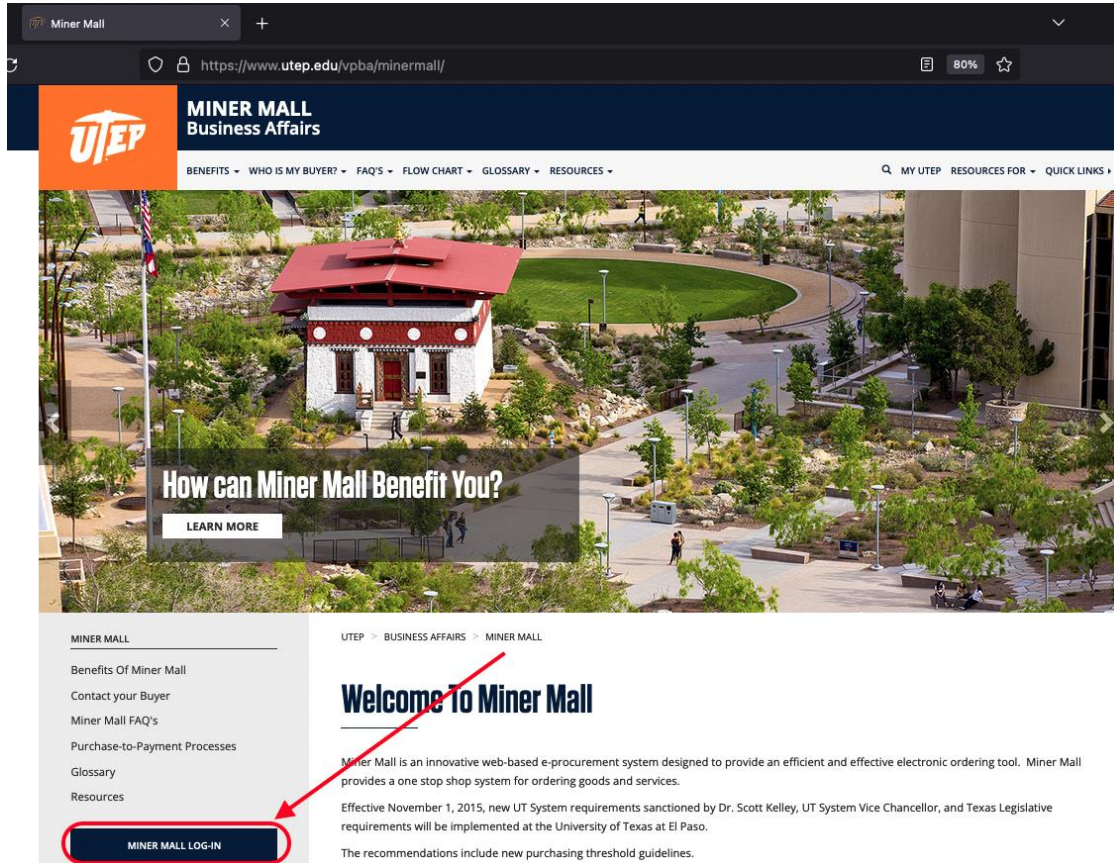 Miner Mall
https://www.utep.edu/vpba/minermall/
80%
UTEP
MINER MALL
Business Affairs
BENEFITS WHO IS MY BUYER? FAQ'S FLOW CHART GLOSSARY RESOURCES
MY UTEP RESOURCES FOR QUICK LINKS
How can Miner Mall Benefit You?
LEARN MORE
MINER MALL
Benefits Of Miner Mall
Contact your Buyer
Miner Mall FAQ's
Purchase-to-Payment Processes
Glossary
Resources
MINER MALL LOG-IN
UTEP > BUSINESS AFFAIRS > MINER MALL
Welcome To Miner Mall
Miner Mall is an innovative web-based e-procurement system designed to provide an efficient and effective electronic ordering tool. Miner Mall
provides a one stop shop system for ordering goods and services.
Effective November 1, 2015, new UT System requirements sanctioned by Dr. Scott Kelley, UT System Vice Chancellor, and Texas Legislative
requirements will be implemented at the University of Texas at El Paso.
The recommendations include new purchasing threshold guidelines.